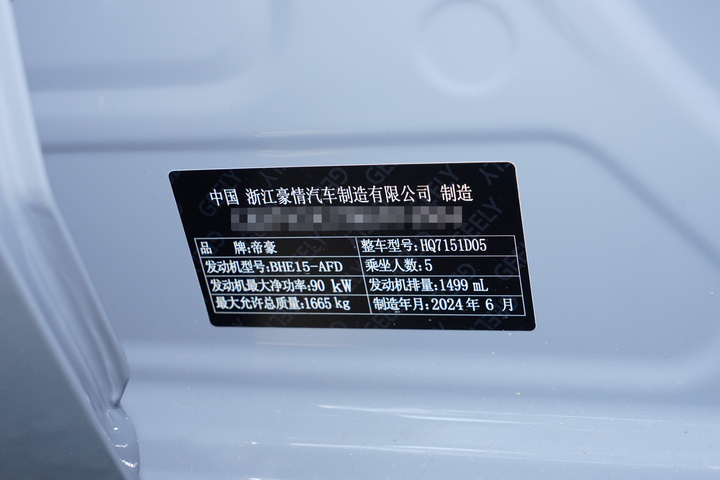 中国 浙江豪情汽车制造有限公司 制造
品 牌:帝豪 整车型号:HQ7151D05
发动机型号:BHE15-AFD 乘坐人数:5
发动机最大净功率:90 kW 发动机排量:1499 mL
最大允许总质量:1665 kg 制造年月:2024 年 6 月